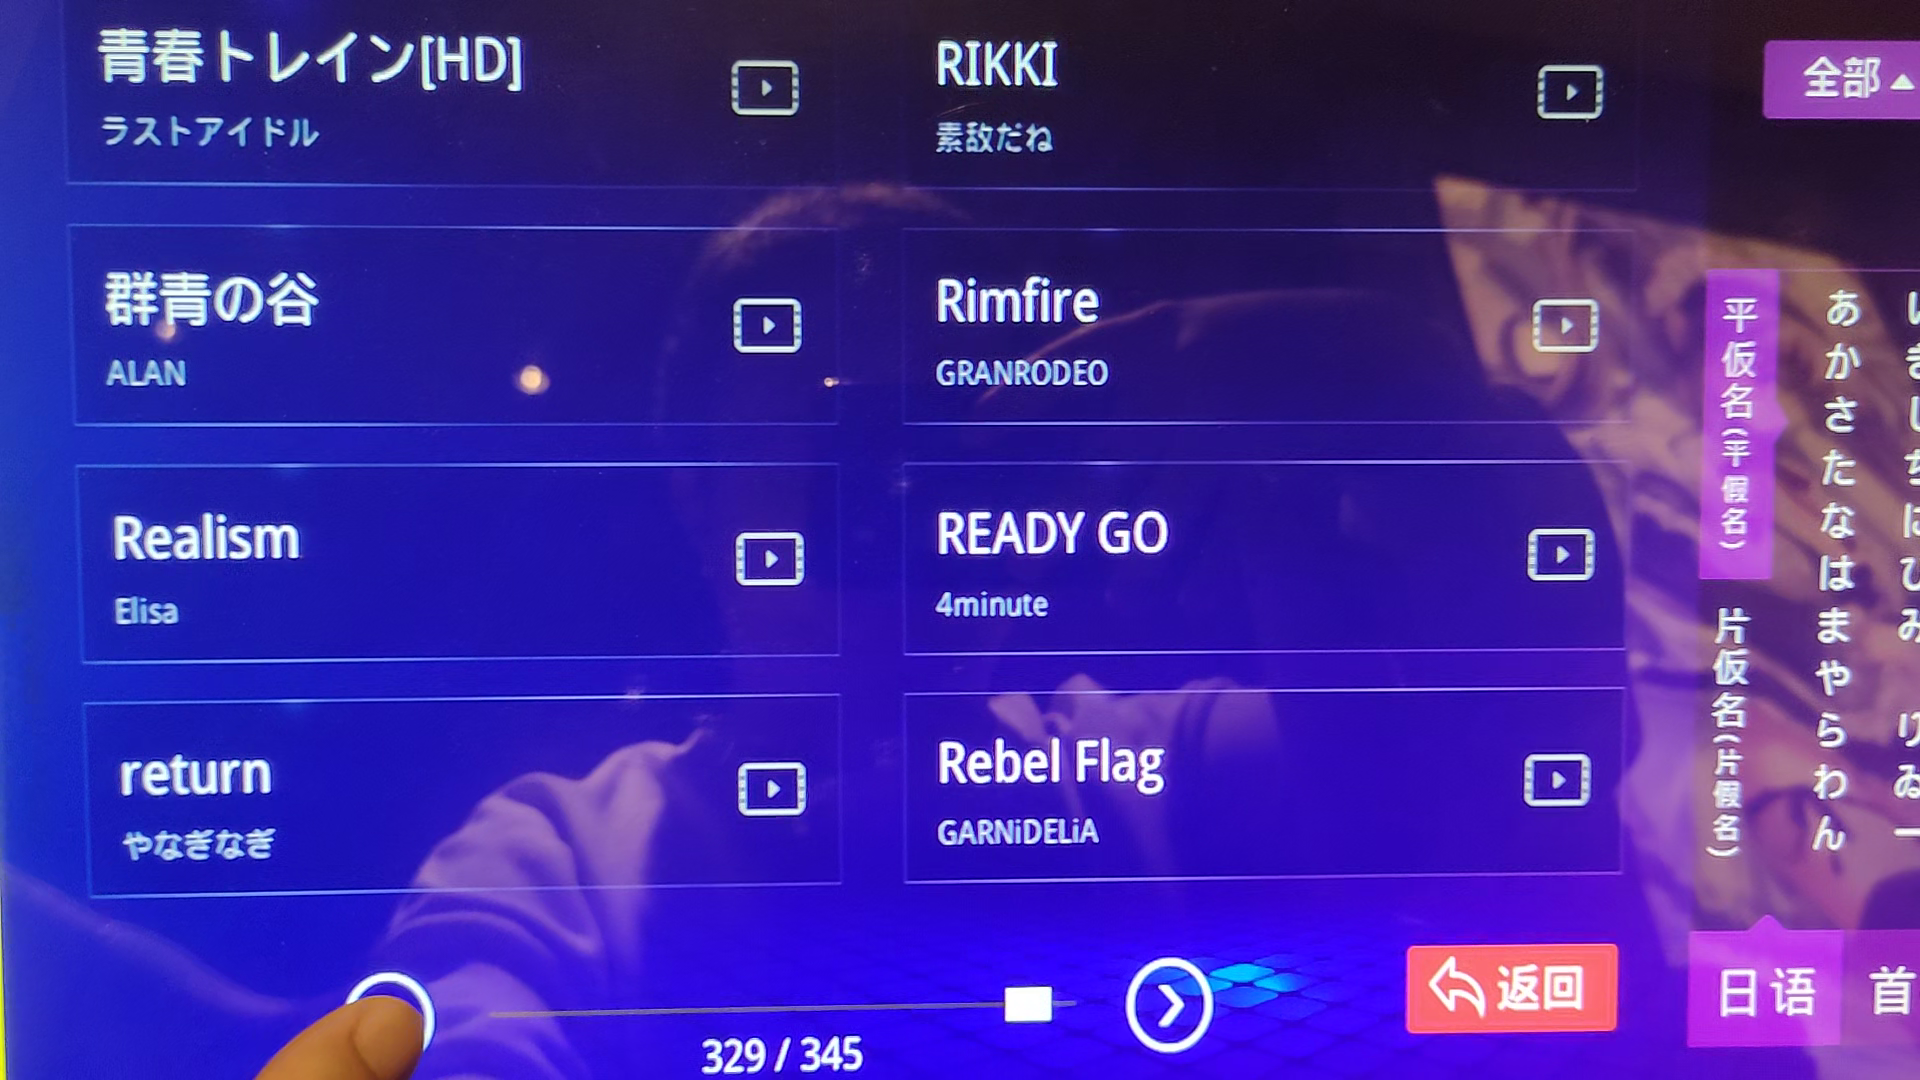 青春トレイン[HD]
ラストアイドル
RIKKI
素敌だね
群青の谷
ALAN
Rimfire
GRANRODEO
Realism
Elisa
READY GO
4minute
return
やなぎなぎ
Rebel Flag
GARNiDELiA
329 / 345
返回
全部
平仮名(平假名)
片仮名(片假名)
あ
か
さ
た
な
は
ま
や
ら
わ
ん
日语
首